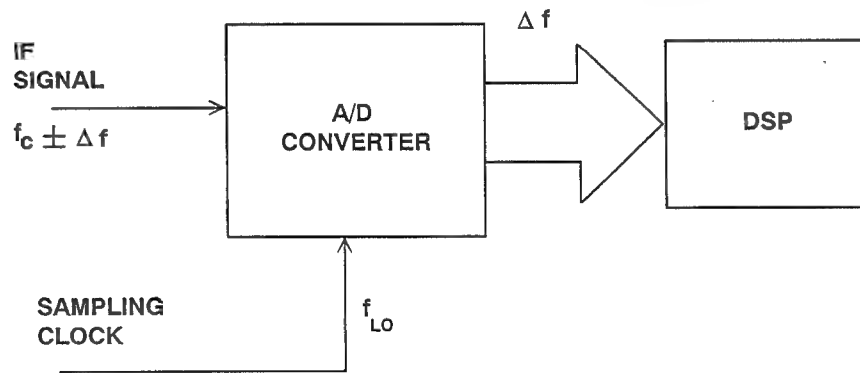 Δf
IF
SIGNAL
f_c ± Δf
A/D
CONVERTER
DSP
SAMPLING
CLOCK
f_LO